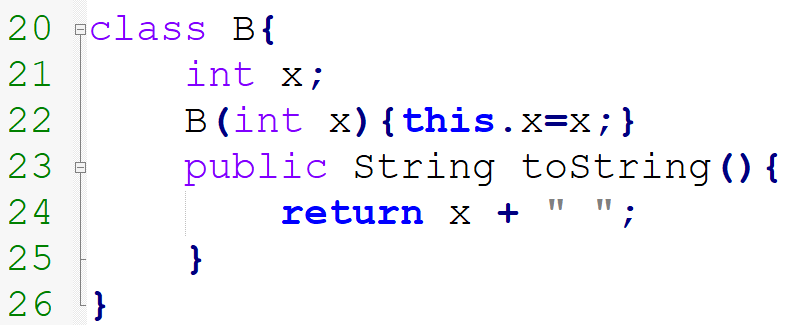 20 class B{
21     int x;
22     B(int x){this.x=x;}
23     public String toString(){
24         return x + " ";
25     }
26 }